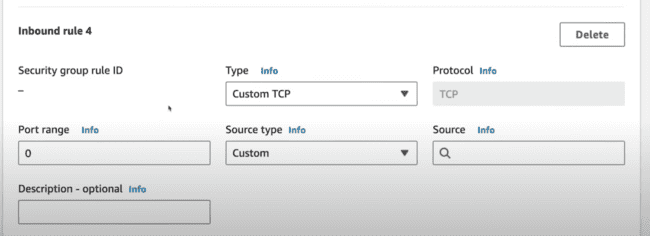 Inbound rule 4
Delete
Security group rule ID
–
Type Info
Custom TCP
Protocol Info
TCP
Port range Info
0
Source type Info
Custom
Source Info
Description - optional Info